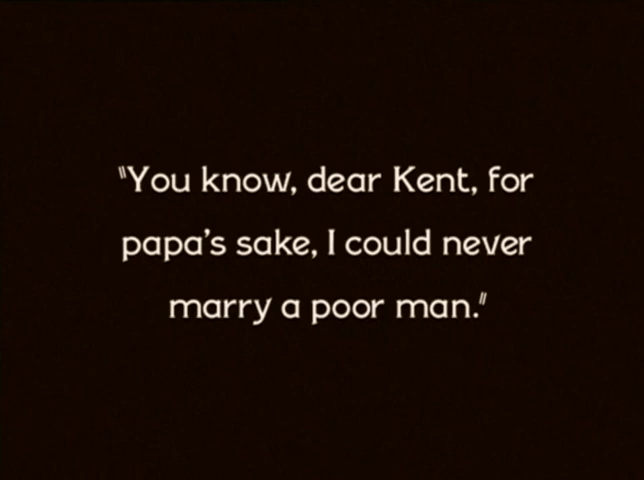 "You know, dear Kent, for
papa's sake, I could never
marry a poor man."